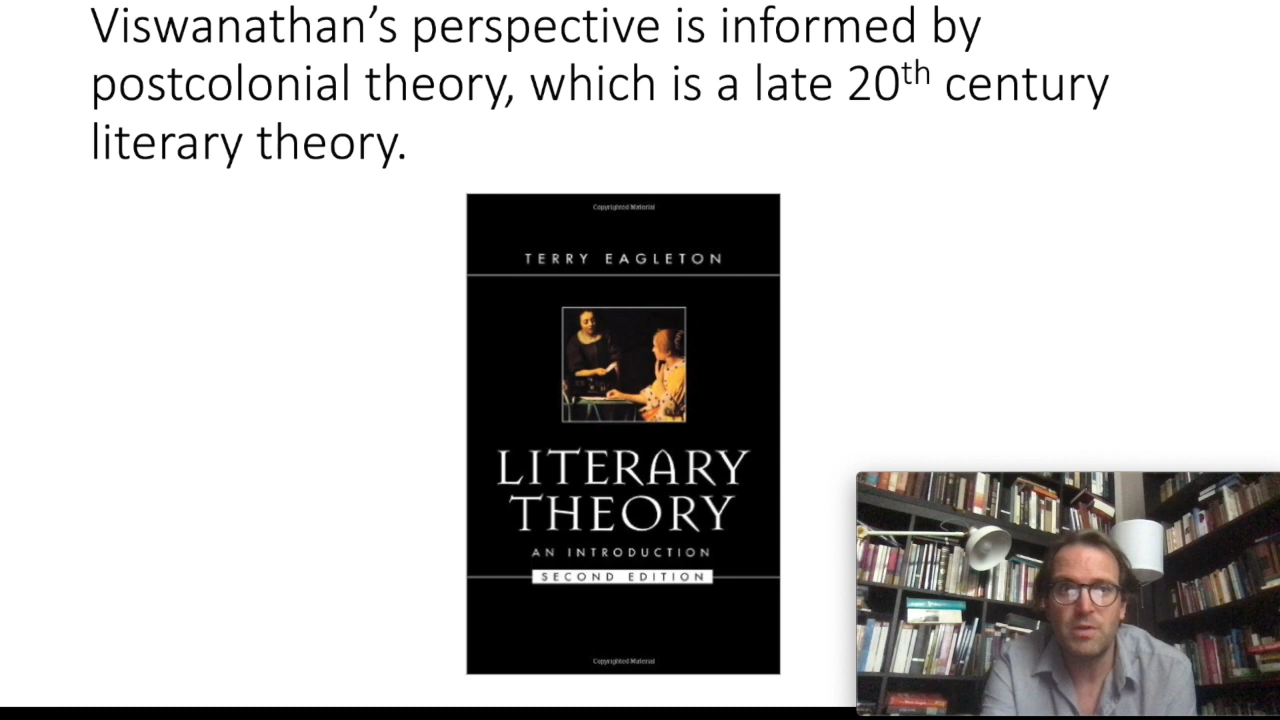 Viswanathan’s perspective is informed by
postcolonial theory, which is a late 20th century
literary theory.
Copyrighted Material
TERRY EAGLETON
LITERARY
THEORY
AN INTRODUCTION
SECOND EDITION
Copyrighted Material